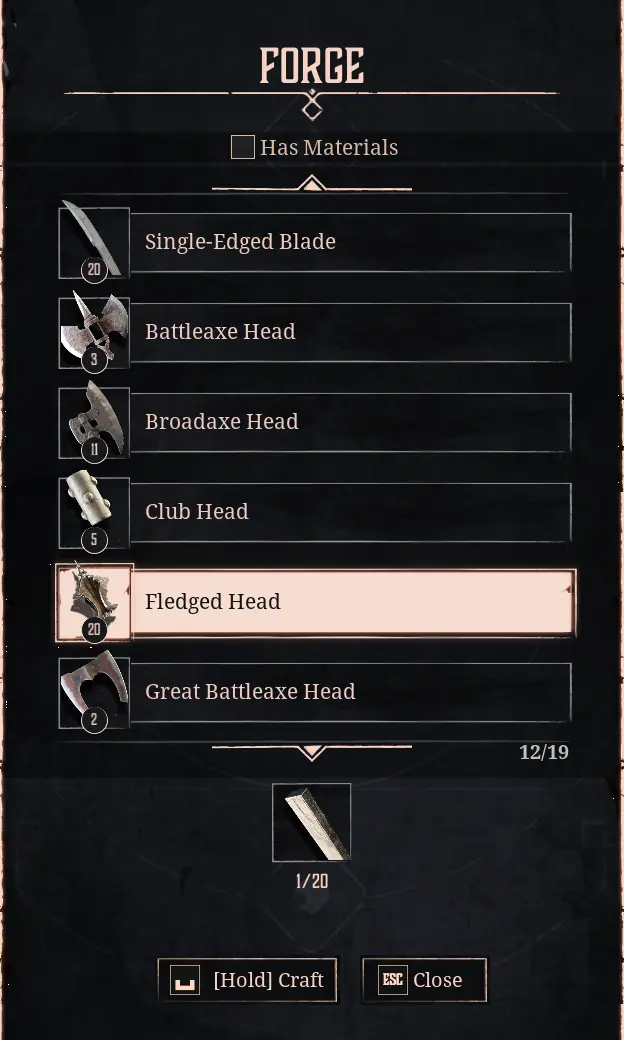 FORGE
Has Materials
20
Single-Edged Blade
3
Battleaxe Head
11
Broadaxe Head
5
Club Head
20
Fledged Head
2
Great Battleaxe Head
12/19
1/20
[Hold] Craft
ESC Close